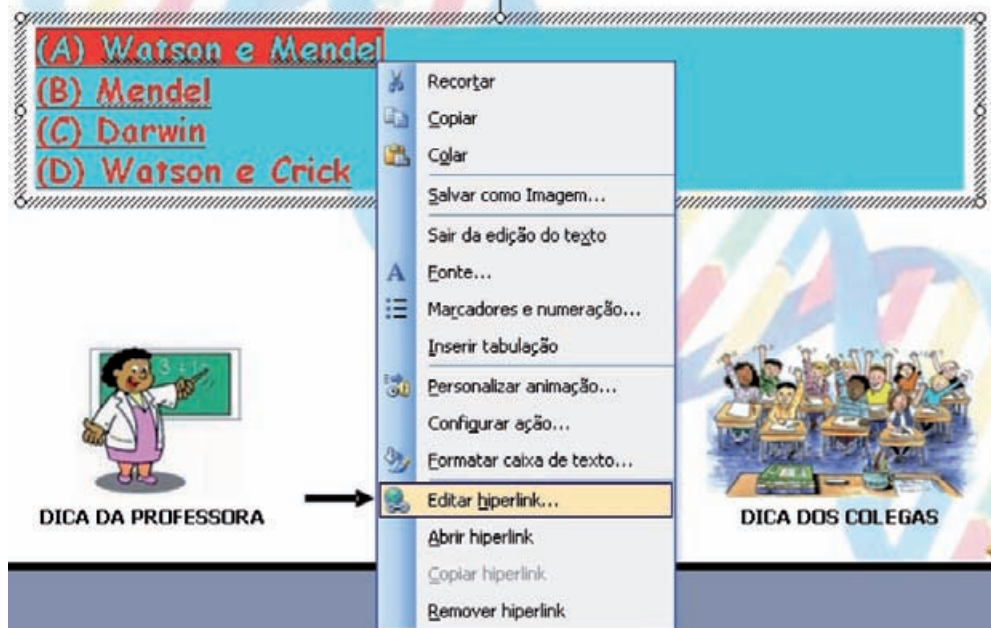 (A) Watson e Mendel
(B) Mendel
(C) Darwin
(D) Watson e Crick
Recortar
Copiar
Colar
Salvar como Imagem...
Sair da edição do texto
Fonte...
Marcadores e numeração...
Inserir tabulação
Personalizar animação...
Configurar ação...
Formatar caixa de texto...
Editar hiperlink...
Abrir hiperlink
Copiar hiperlink
Remover hiperlink
DICA DA PROFESSORA
DICA DOS COLEGAS